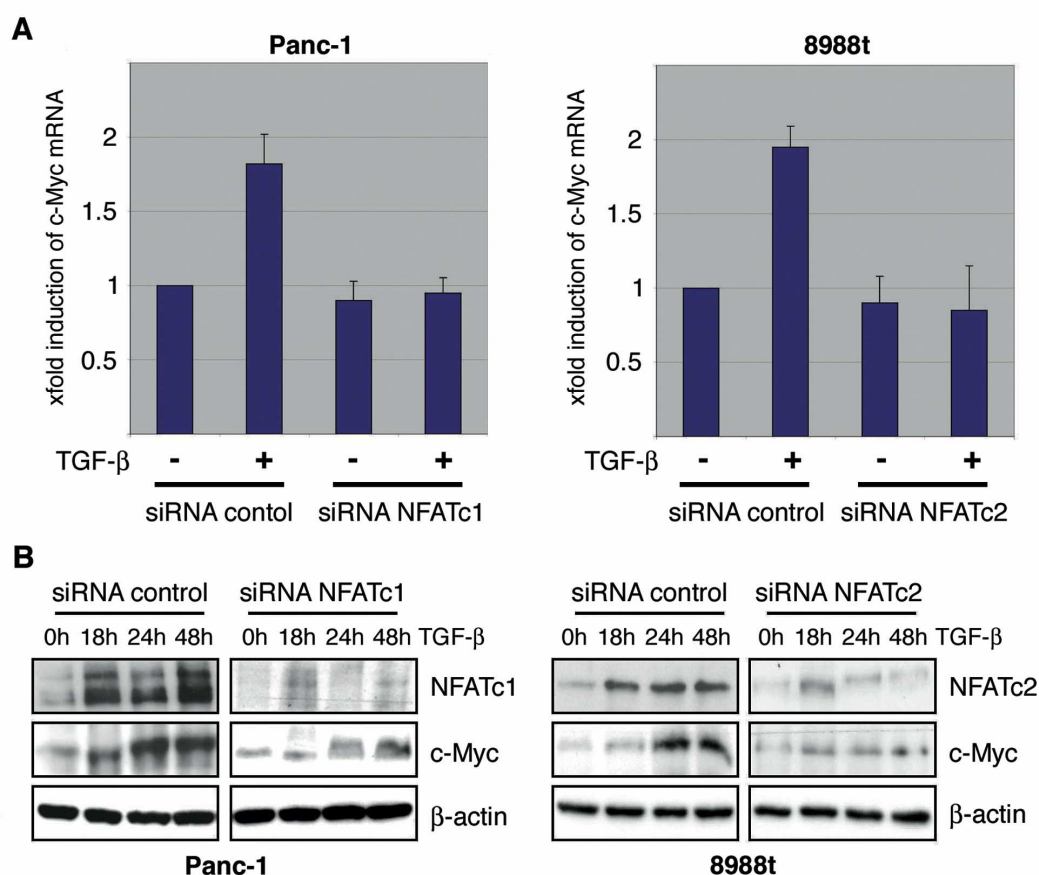 A
Panc-1
xfold induction of c-Myc mRNA
2
1.5
1
0.5
TGF-β - + - +
siRNA contol siRNA NFATc1
8988t
xfold induction of c-Myc mRNA
2
1.5
1
0.5
TGF-β - + - +
siRNA control siRNA NFATc2
B
siRNA control siRNA NFATc1
0h 18h 24h 48h 0h 18h 24h 48h TGF-β
NFATc1
c-Myc
β-actin
Panc-1
siRNA control siRNA NFATc2
0h 18h 24h 48h 0h 18h 24h 48h TGF-β
NFATc2
c-Myc
β-actin
8988t